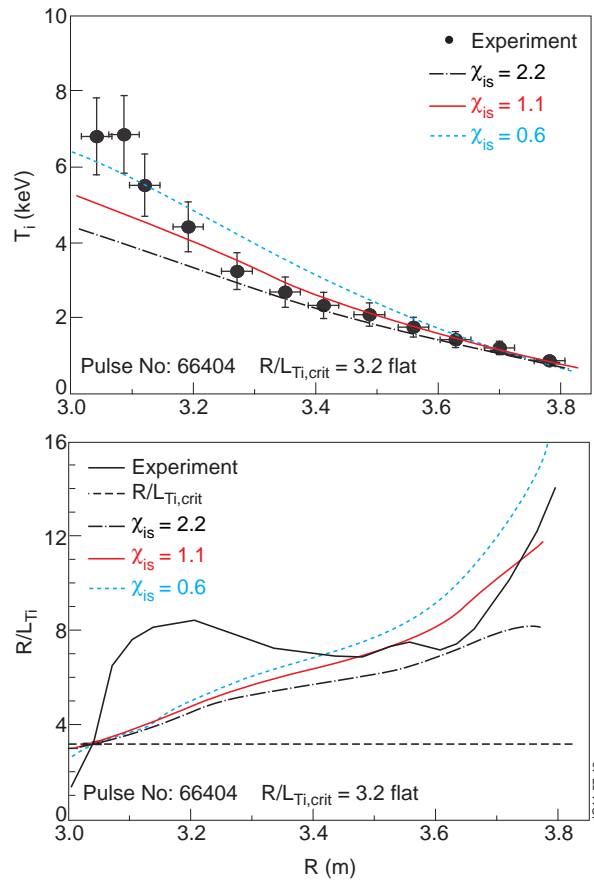 10
8
6
4
2
0
T_i (keV)
Experiment
χ_is = 2.2
χ_is = 1.1
χ_is = 0.6
Pulse No: 66404 R/L_Ti,crit = 3.2 flat
3.0 3.2 3.4 3.6 3.8
16
12
8
4
0
R/L_Ti
Experiment
R/L_Ti,crit
χ_is = 2.2
χ_is = 1.1
χ_is = 0.6
Pulse No: 66404 R/L_Ti,crit = 3.2 flat
3.0 3.2 3.4 3.6 3.8
R (m)